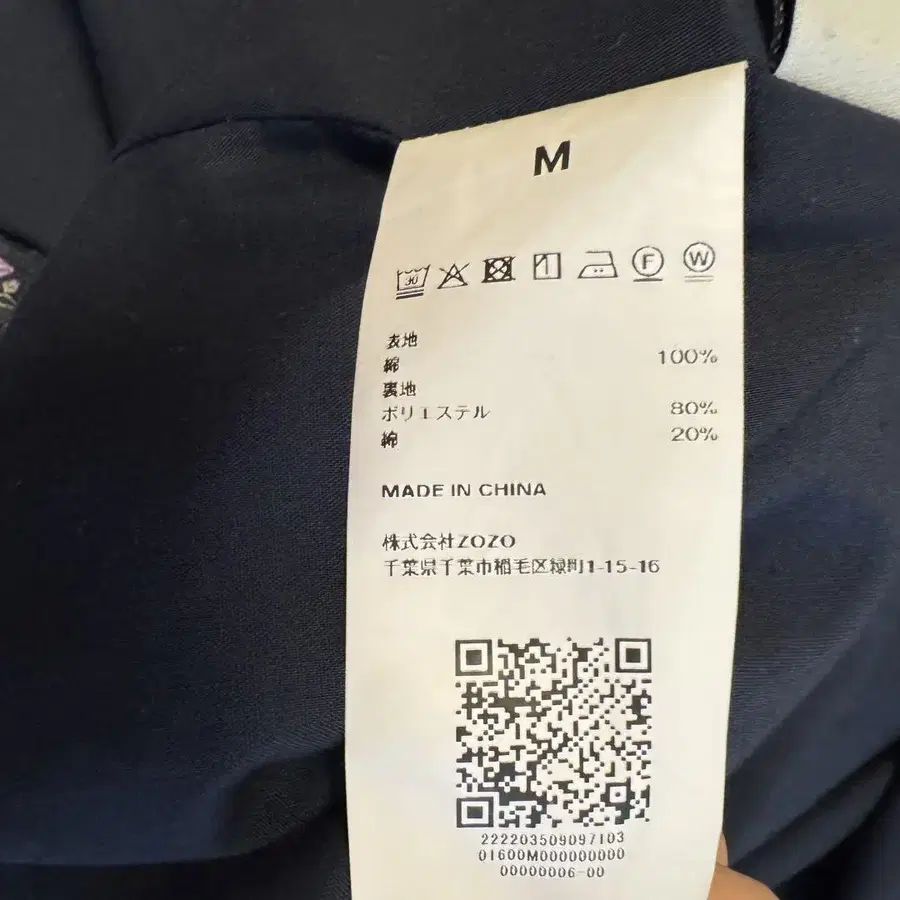 M
30 F W
表地
綿 100%
裏地
ポリエステル 80%
綿 20%
MADE IN CHINA
株式会社ZOZO
千葉県千葉市稲毛区緑町1-15-16
222203509097103
01600M000000000
00000006-00